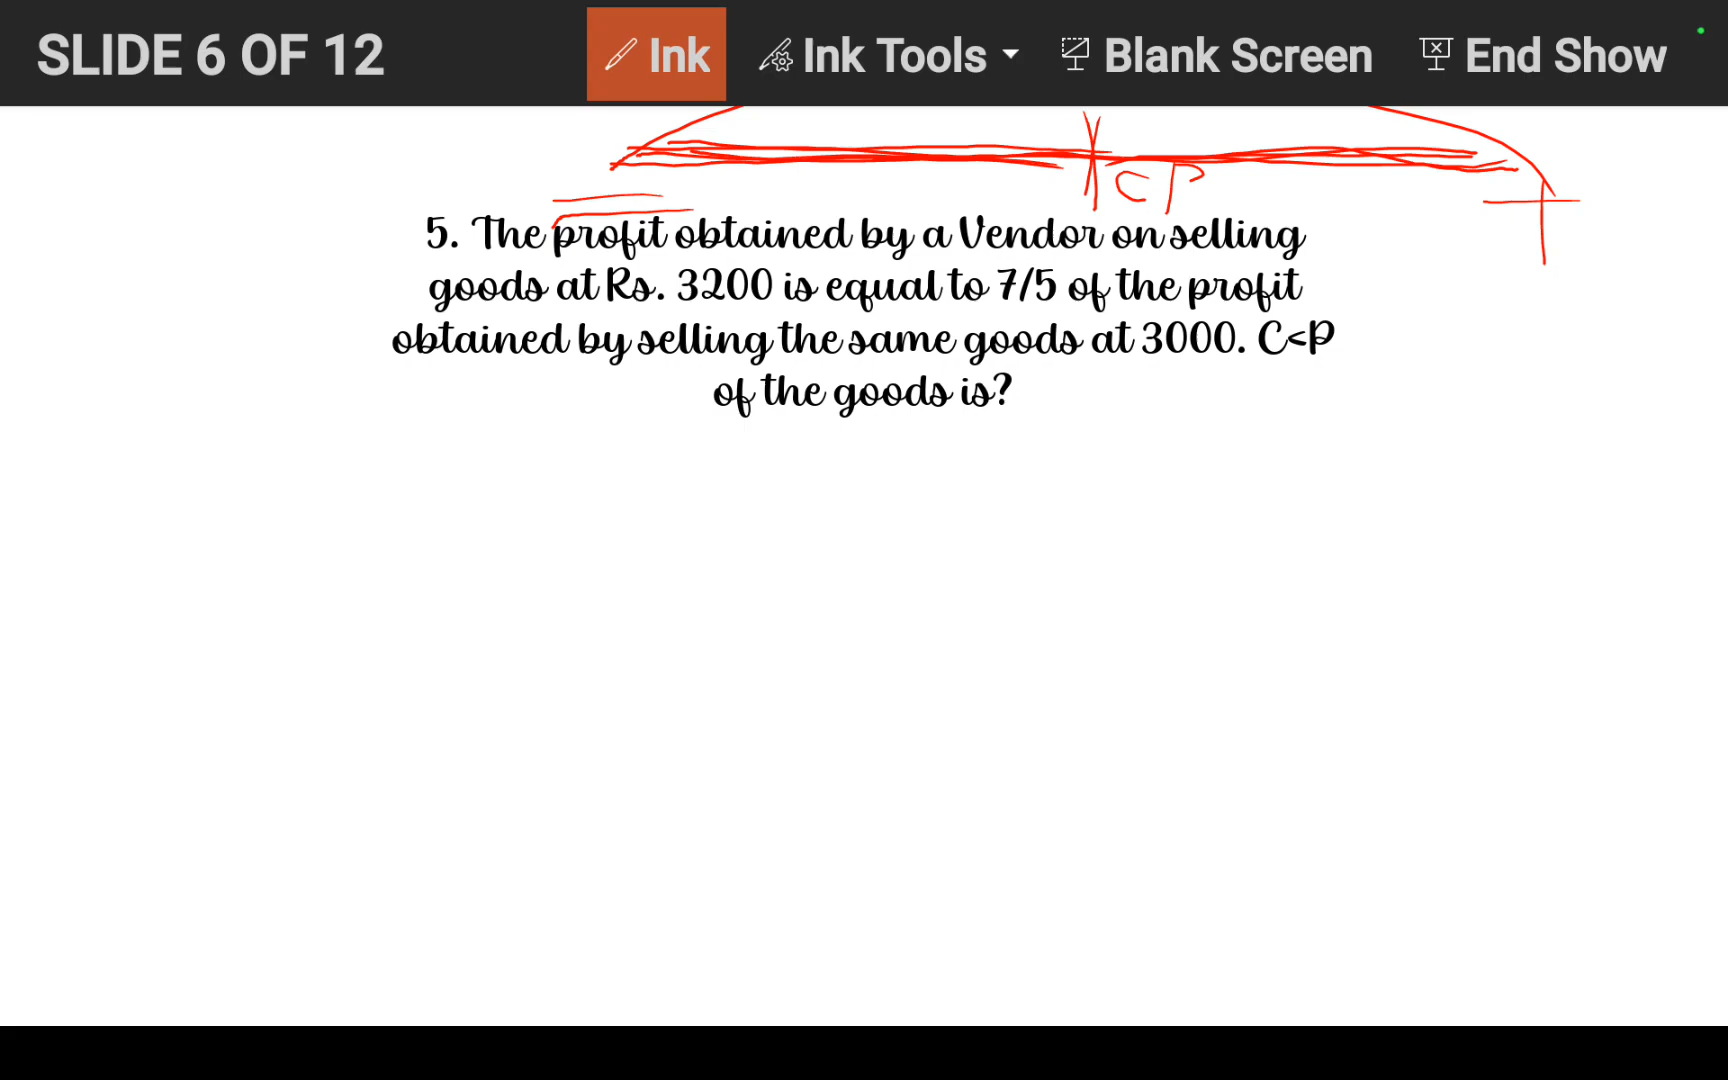 SLIDE 6 OF 12 Ink Ink Tools Blank Screen End Show
CP
5. The profit obtained by a Vendor on selling
goods at Rs. 3200 is equal to 7/5 of the profit
obtained by selling the same goods at 3000. C<P
of the goods is?